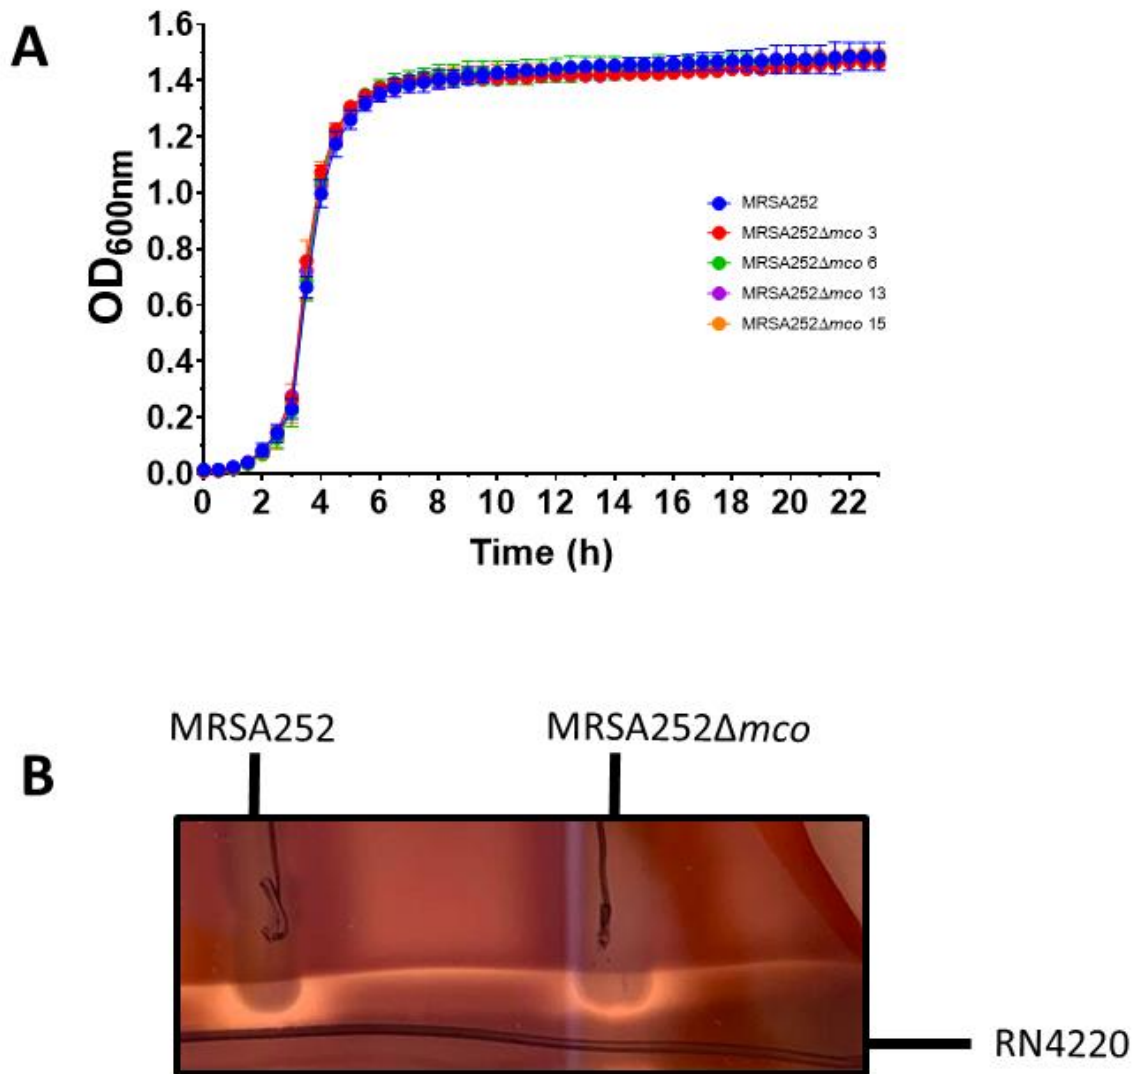 A
1.6
1.4
1.2
1.0
0.8
0.6
0.4
0.2
0.0
OD600nm
0 2 4 6 8 10 12 14 16 18 20 22
Time (h)
MRSA252
MRSA252Δmco 3
MRSA252Δmco 6
MRSA252Δmco 13
MRSA252Δmco 15
MRSA252 MRSA252Δmco
B
RN4220